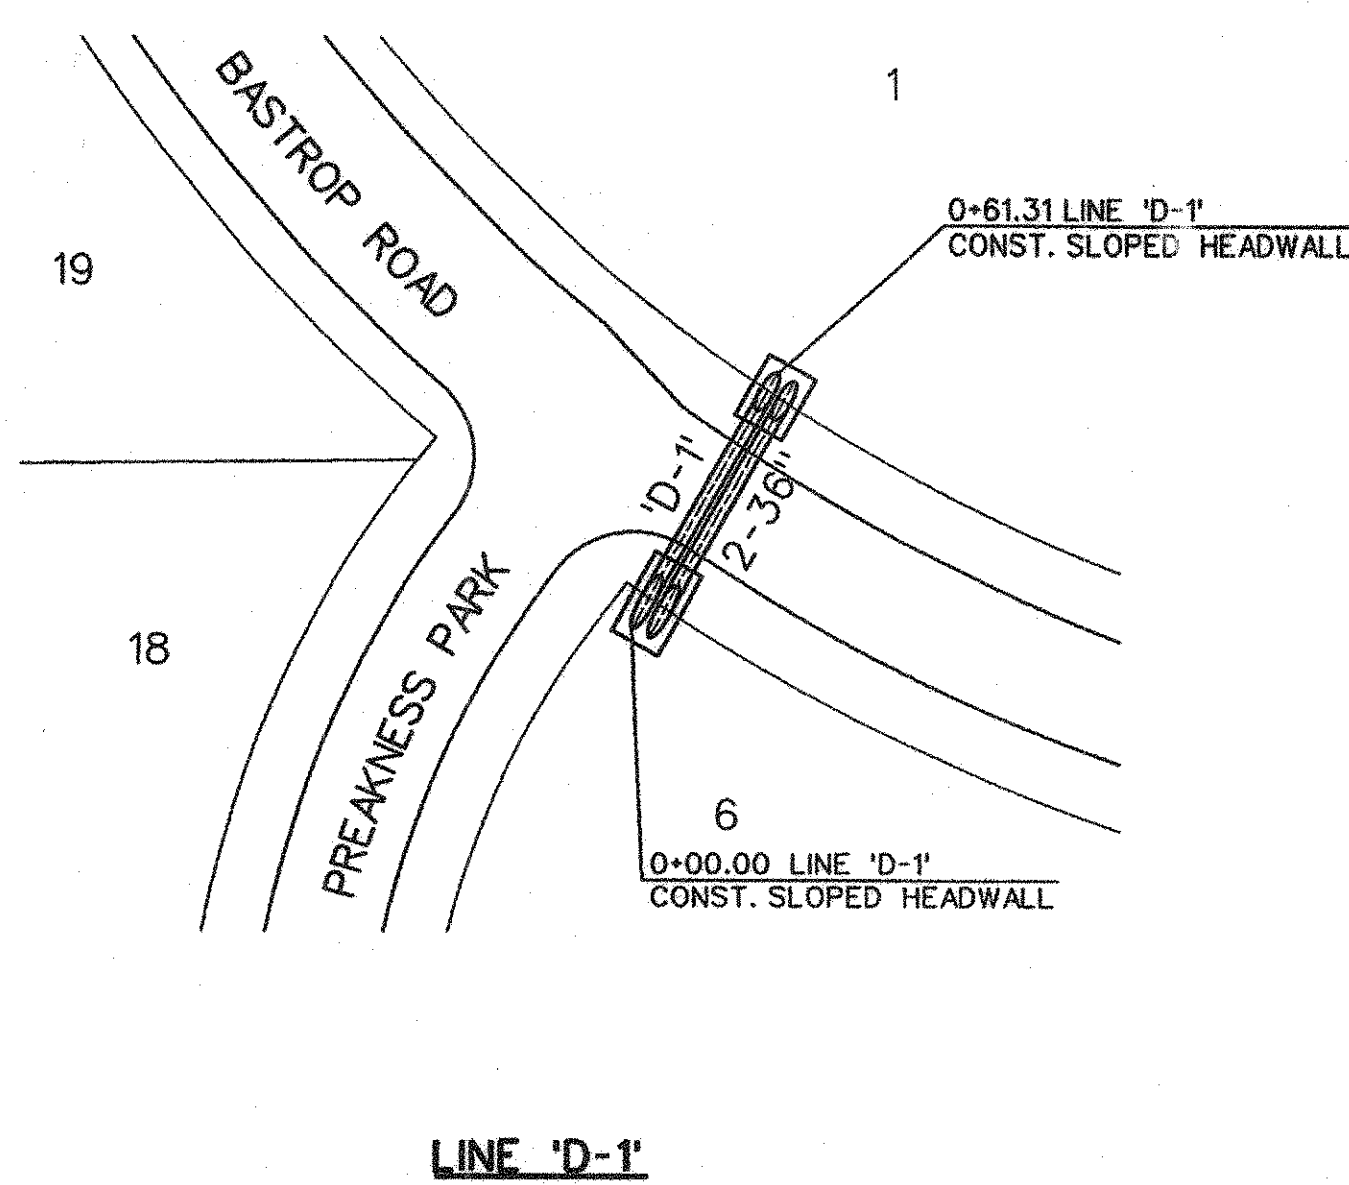 1
BASTROP ROAD
0+61.31 LINE 'D-1'
CONST. SLOPED HEADWALL
19
'D-1'
2-36"
PREAKNESS PARK
18
6
0+00.00 LINE 'D-1'
CONST. SLOPED HEADWALL
LINE 'D-1'